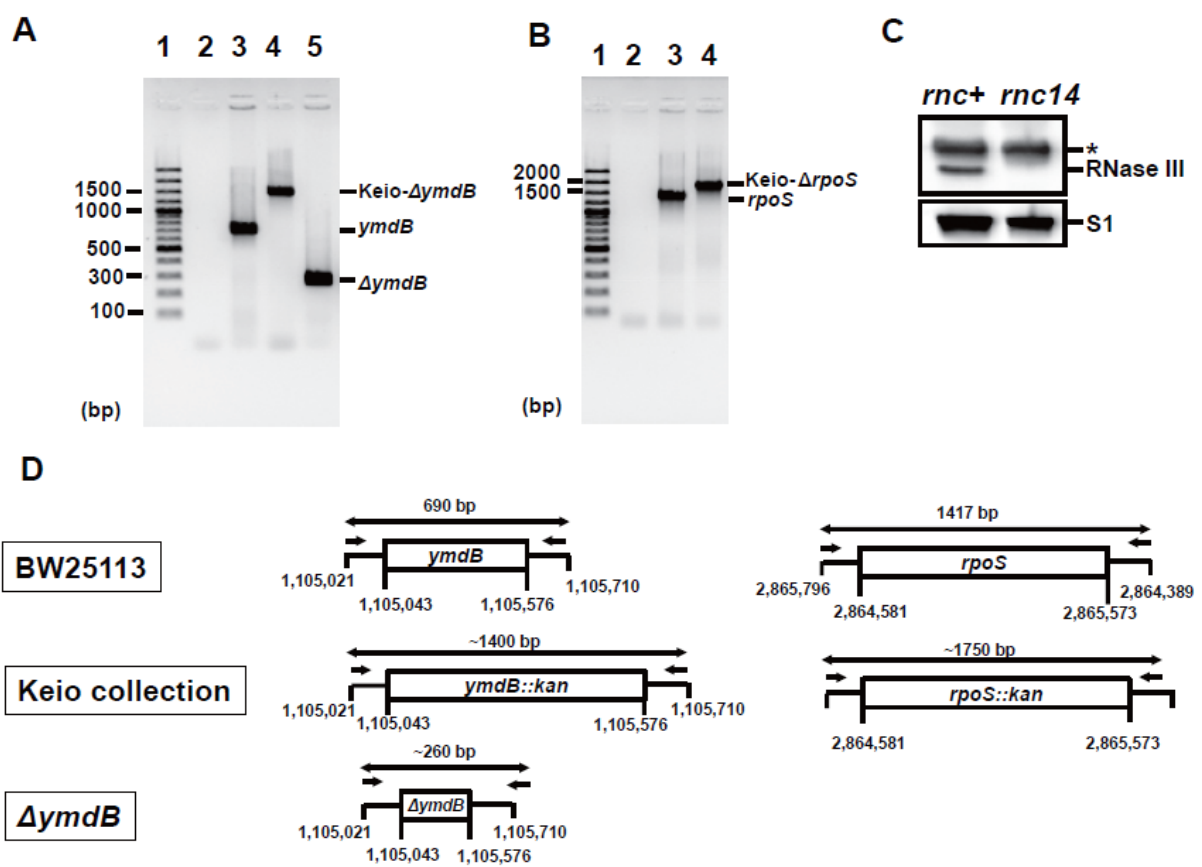 A
1 2 3 4 5
1500
1000
500
300
100
(bp)
Keio-ΔymdB
ymdB
ΔymdB
B
1 2 3 4
2000
1500
(bp)
Keio-ΔrpoS
rpoS
C
rnc+ rnc14
*
RNase III
S1
D
BW25113
690 bp
ymdB
1,105,021
1,105,043
1,105,576
1,105,710
1417 bp
rpoS
2,865,796
2,864,581
2,865,573
2,864,389
Keio collection
~1400 bp
ymdB::kan
1,105,021
1,105,043
1,105,576
1,105,710
~1750 bp
rpoS::kan
2,864,581
2,865,573
ΔymdB
~260 bp
ΔymdB
1,105,021
1,105,043
1,105,576
1,105,710